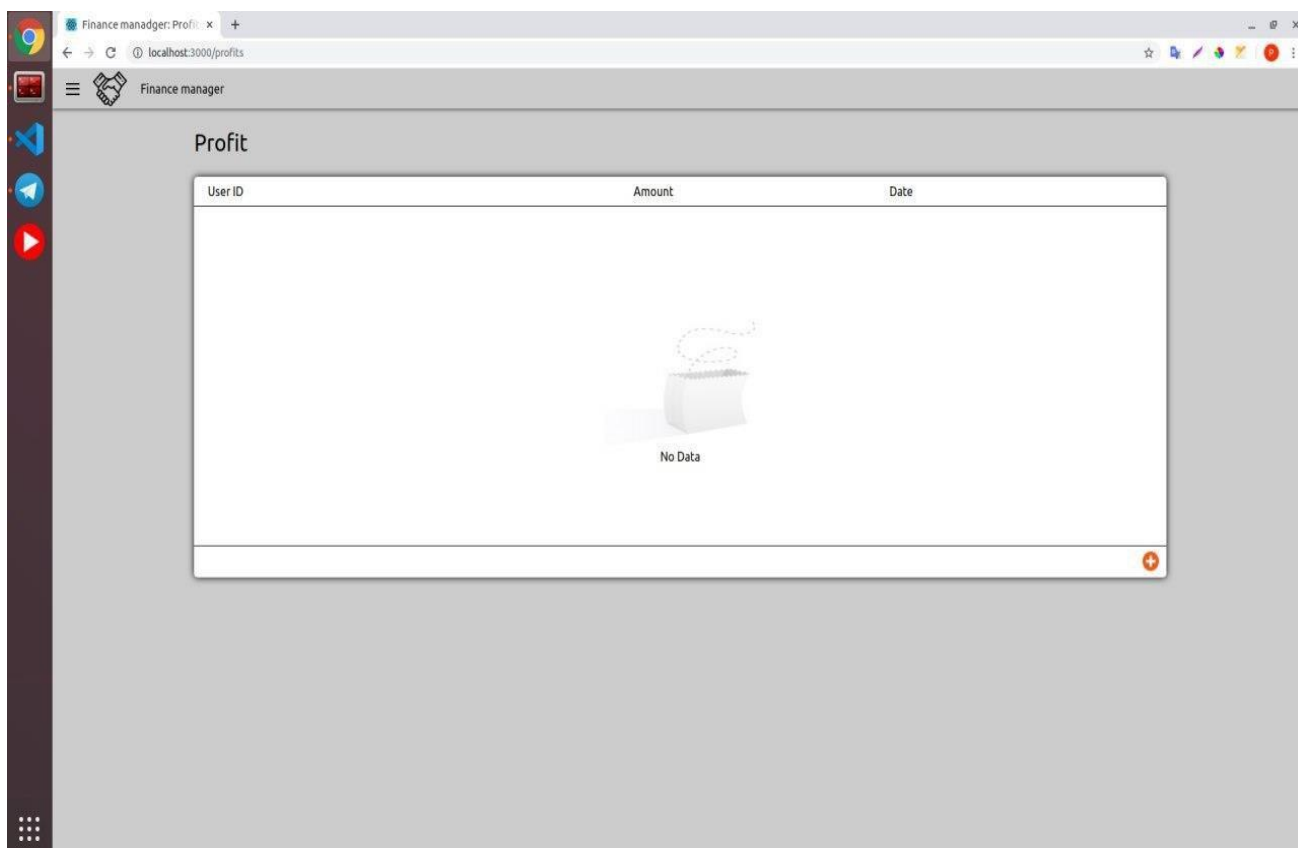 Finance manadger: Profi
localhost:3000/profits
Finance manager
Profit
User ID Amount Date
No Data